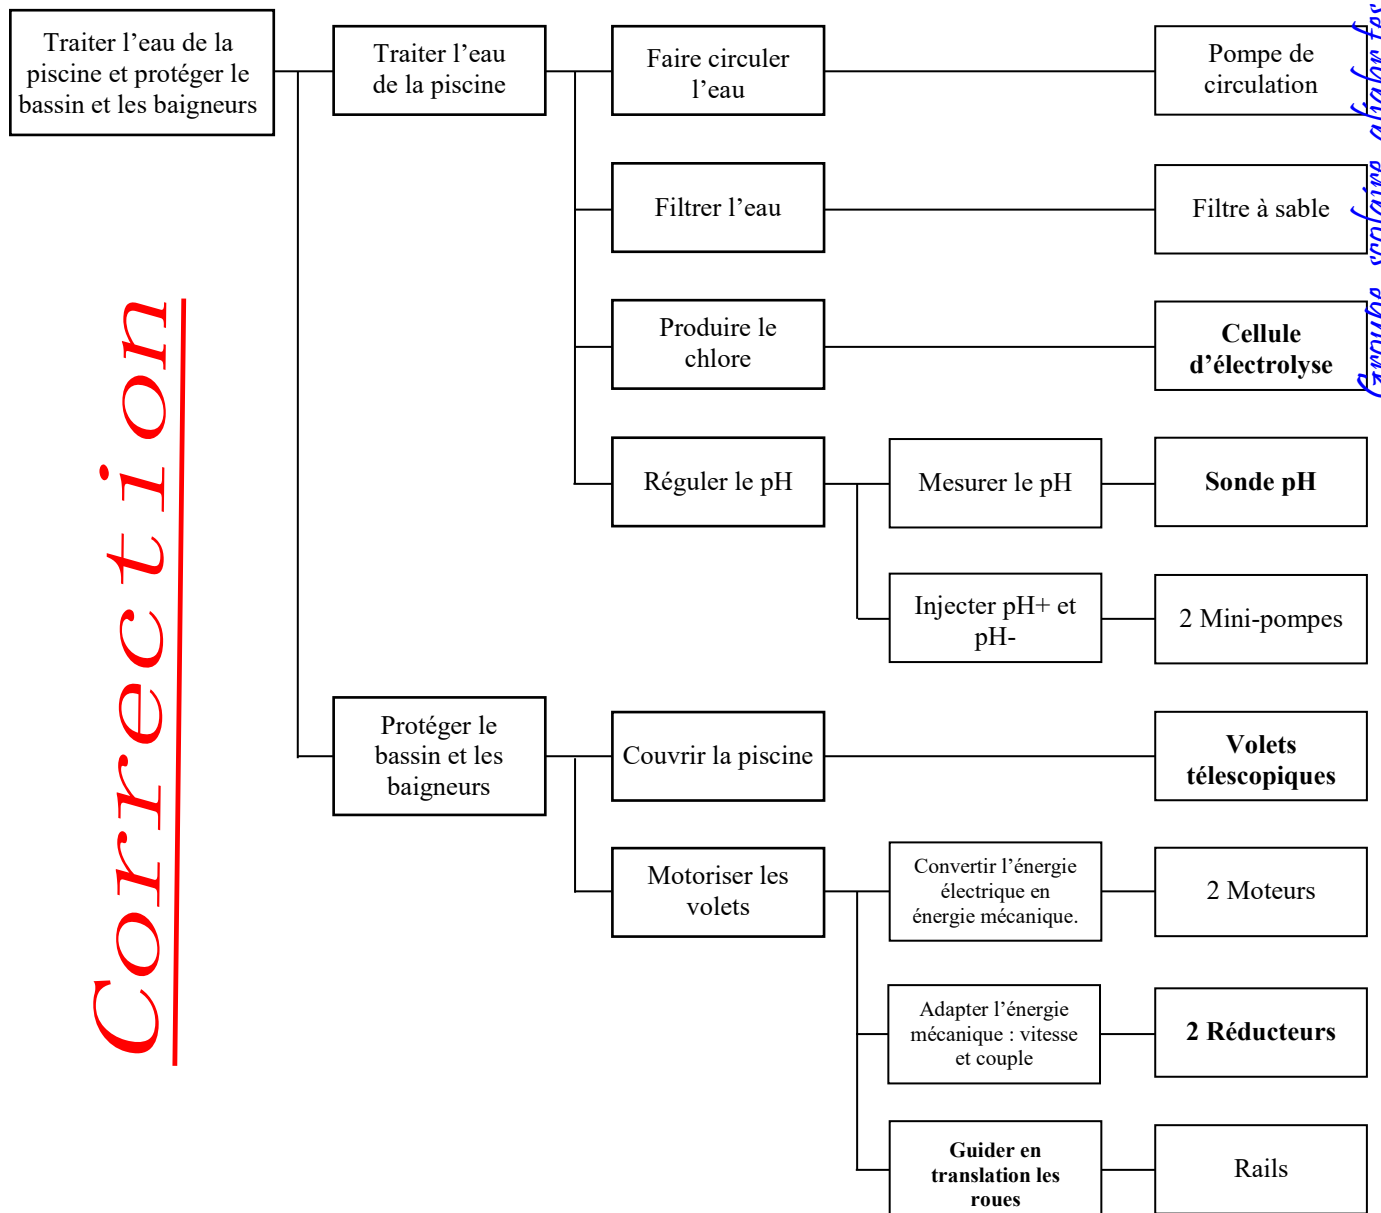 Traiter l’eau de la
piscine et protéger le
bassin et les baigneurs
Traiter l’eau
de la piscine
Faire circuler
l’eau
Pompe de
circulation
Filtrer l’eau
Filtre à sable
Produire le
chlore
Cellule
d’électrolyse
Réguler le pH
Mesurer le pH
Sonde pH
Injecter pH+ et
pH-
2 Mini-pompes
Protéger le
bassin et les
baigneurs
Couvrir la piscine
Volets
télescopiques
Motoriser les
volets
Convertir l’énergie
électrique en
énergie mécanique.
2 Moteurs
Adapter l’énergie
mécanique : vitesse
et couple
2 Réducteurs
Guider en
translation les
roues
Rails
Correction
Groupe scolaire